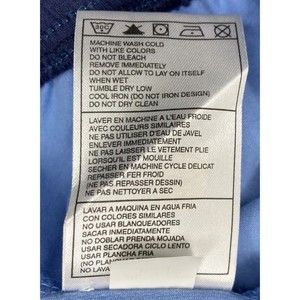 30C
MACHINE WASH COLD
WITH LIKE COLORS
DO NOT BLEACH
REMOVE IMMEDIATELY
DO NOT ALLOW TO LAY ON ITSELF
WHEN WET
TUMBLE DRY LOW
COOL IRON (DO NOT IRON DESIGN)
DO NOT DRY CLEAN
LAVER EN MACHINE A L'EAU FROIDE
AVEC COULEURS SIMILAIRES
NE PAS UTILISER D'EAU DE JAVEL
ENLEVER IMMEDIATEMENT
NE PAS LAISSER LE VETEMENT PLIE
LORSQU'IL EST MOUILLE
SECHER EN MACHINE CYCLE DELICAT
REPASSER FER FROID
(NE PAS REPASSER DESSIN)
NE PAS NETTOYER A SEC
LAVAR A MAQUINA EN AGUA FRIA
CON COLORES SIMILARES
NO USAR BLANQUEADORES
SACAR IMMEDIATAMENTE
NO DOBLAR PRENDA MOJADA
USAR SECADORA CICLO LENTO
USAR PLANCHA FRIA